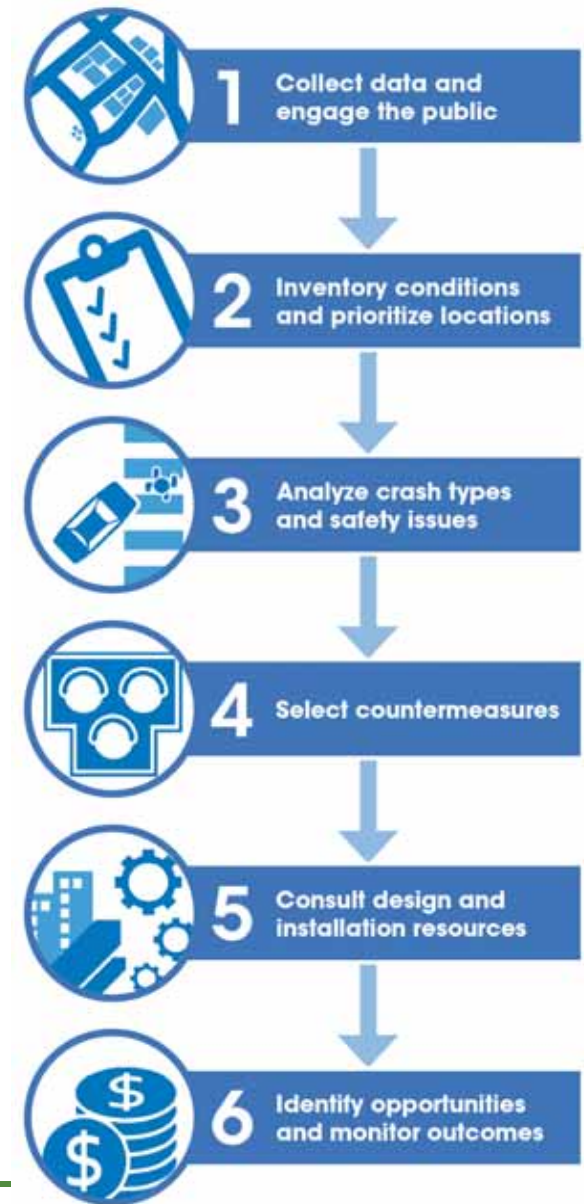 1
Collect data and
engage the public
2
Inventory conditions
and prioritize locations
3
Analyze crash types
and safety issues
4
Select countermeasures
5
Consult design and
installation resources
$
$
6
Identify opportunities
and monitor outcomes